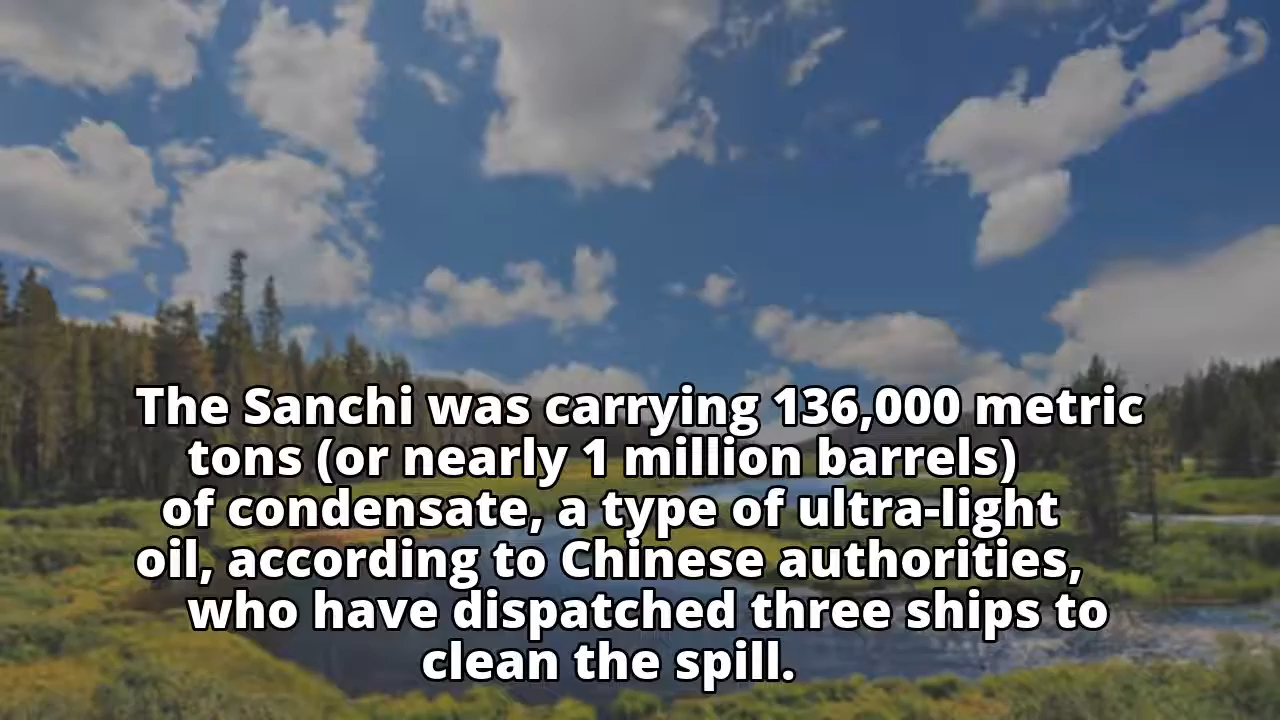 The Sanchi was carrying 136,000 metric
tons (or nearly 1 million barrels)
of condensate, a type of ultra-light
oil, according to Chinese authorities,
who have dispatched three ships to
clean the spill.